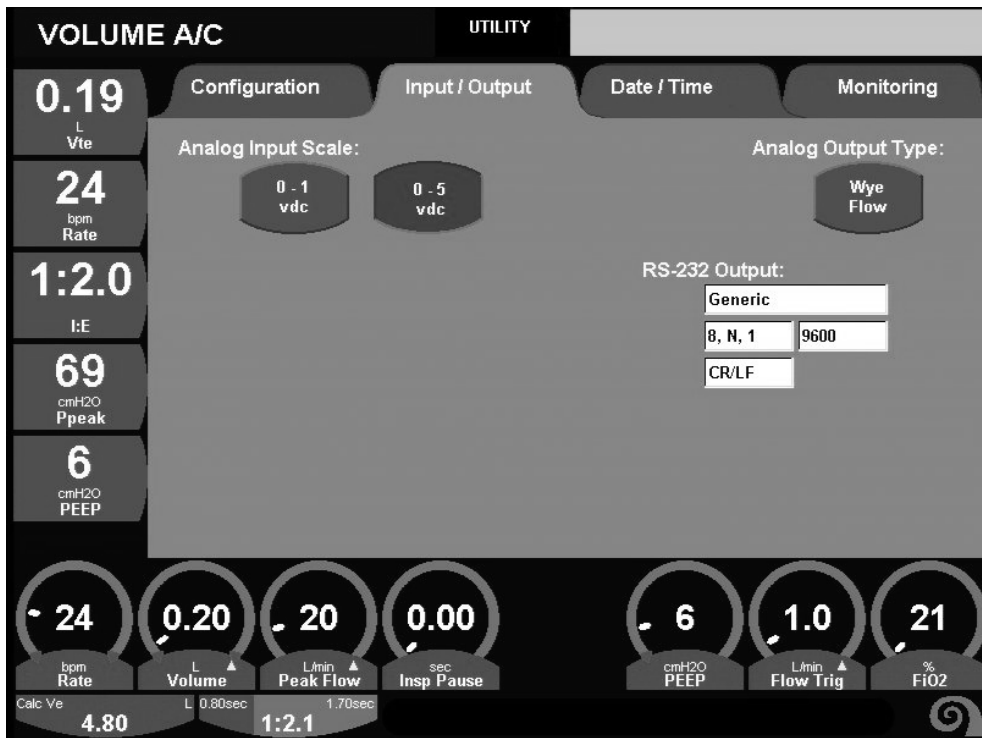 VOLUME A/C
UTILITY
Configuration
Input / Output
Date / Time
Monitoring
0.19
L
Vte
24
bpm
Rate
1:2.0
I:E
69
cmH2O
Ppeak
6
cmH2O
PEEP
Analog Input Scale:
0 - 1
vdc
0 - 5
vdc
Analog Output Type:
Wye
Flow
RS-232 Output:
Generic
8, N, 1
9600
CR/LF
24
bpm
Rate
0.20
L
Volume
20
L/min
Peak Flow
0.00
sec
Insp Pause
6
cmH2O
PEEP
1.0
L/min
Flow Trig
21
%
FiO2
Calc Ve
L
4.80
0.80sec
1.70sec
1:2.1